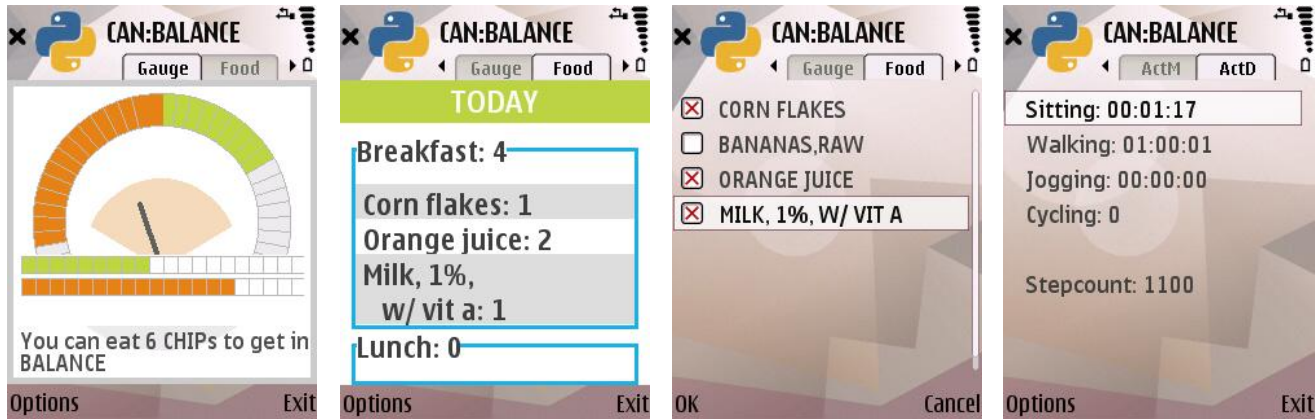 CAN:BALANCE
Gauge Food
You can eat 6 CHIPs to get in
BALANCE
Options Exit
CAN:BALANCE
Gauge Food
TODAY
Breakfast: 4
Corn flakes: 1
Orange juice: 2
Milk, 1%,
w/ vit a: 1
Lunch: 0
Options Exit
CAN:BALANCE
Gauge Food
CORN FLAKES
BANANAS,RAW
ORANGE JUICE
MILK, 1%, W/ VIT A
OK Cancel
CAN:BALANCE
ActM ActD
Sitting: 00:01:17
Walking: 01:00:01
Jogging: 00:00:00
Cycling: 0
Stepcount: 1100
Options Exit